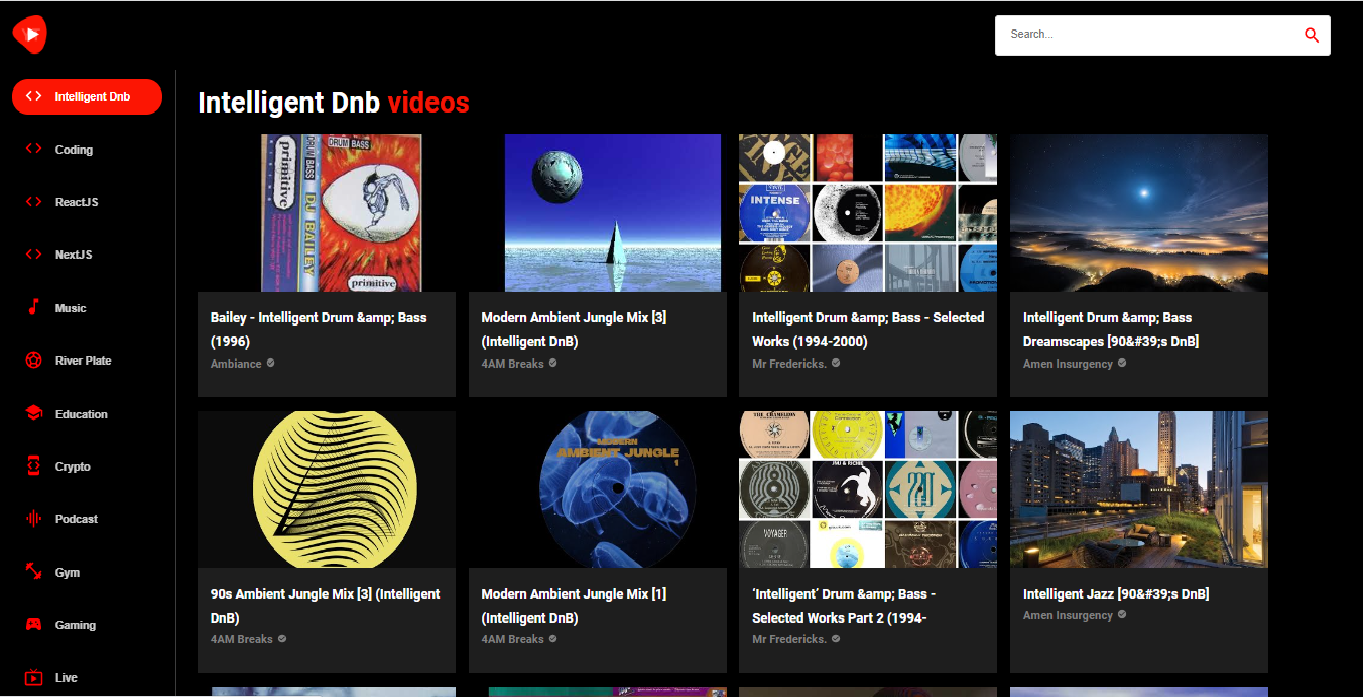 Search...
Intelligent Dnb
Coding
ReactJS
NextJS
Music
River Plate
Education
Crypto
Podcast
Gym
Gaming
Live
Intelligent Dnb videos
primitive
DRUM BASS
DJ BAILEY
DRUM BASS
primitive
INTENSE
Bailey - Intelligent Drum &amp; Bass
(1996)
Ambiance
Modern Ambient Jungle Mix [3]
(Intelligent DnB)
4AM Breaks
Intelligent Drum &amp; Bass - Selected
Works (1994-2000)
Mr Fredericks.
Intelligent Drum &amp; Bass
Dreamscapes [90&#39;s DnB]
Amen Insurgency
MODERN
AMBIENT JUNGLE
1
THE CHAMELEON
VOYAGER
90s Ambient Jungle Mix [3] (Intelligent
DnB)
4AM Breaks
Modern Ambient Jungle Mix [1]
(Intelligent DnB)
4AM Breaks
‘Intelligent’ Drum &amp; Bass -
Selected Works Part 2 (1994-
Mr Fredericks.
Intelligent Jazz [90&#39;s DnB]
Amen Insurgency